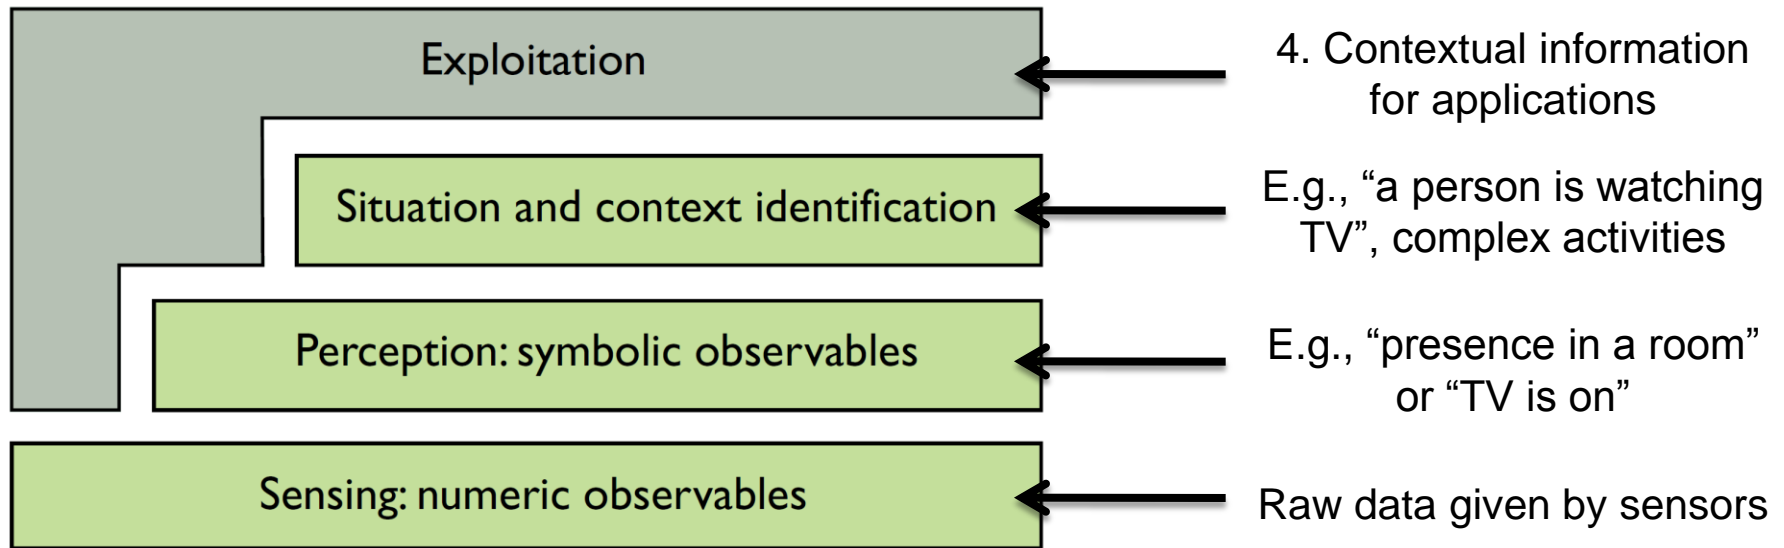 Exploitation
4. Contextual information
for applications
Situation and context identification
E.g., “a person is watching
TV”, complex activities
Perception: symbolic observables
E.g., “presence in a room”
or “TV is on”
Sensing: numeric observables
Raw data given by sensors